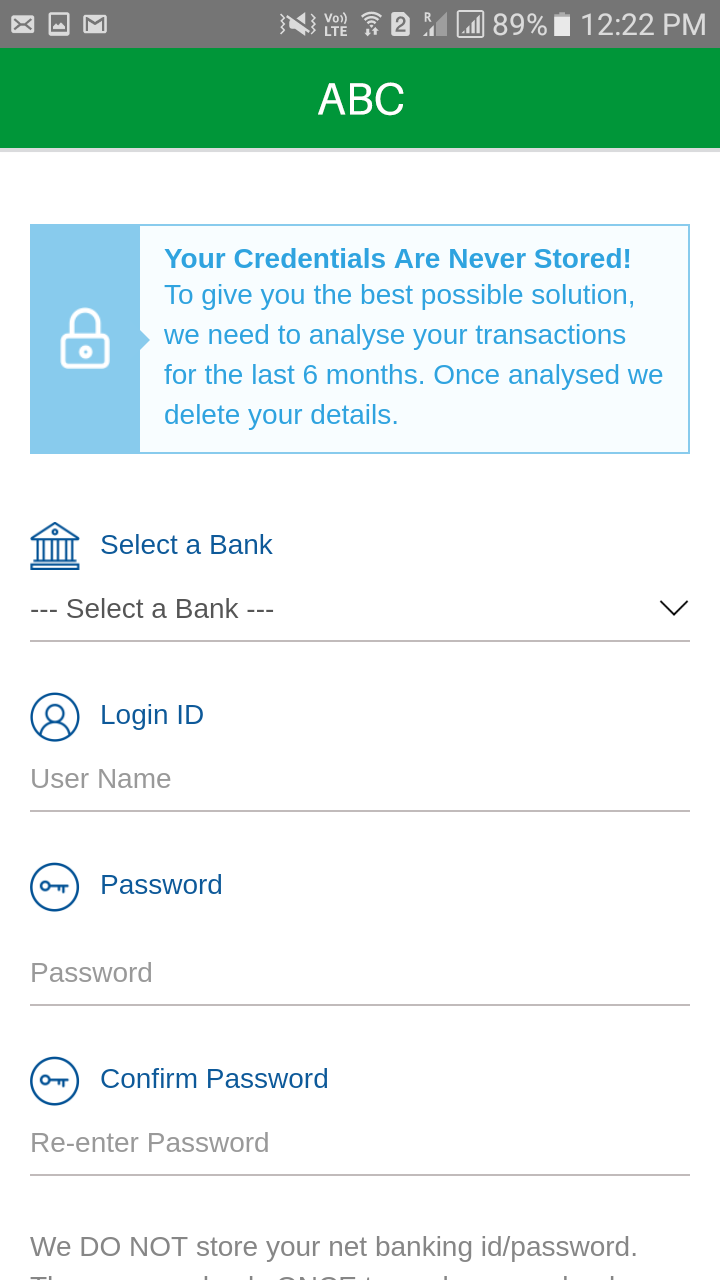 Vo)) LTE 2 R 89% 12:22 PM
ABC
Your Credentials Are Never Stored!
To give you the best possible solution,
we need to analyse your transactions
for the last 6 months. Once analysed we
delete your details.
Select a Bank
--- Select a Bank ---
Login ID
User Name
Password
Password
Confirm Password
Re-enter Password
We DO NOT store your net banking id/password.